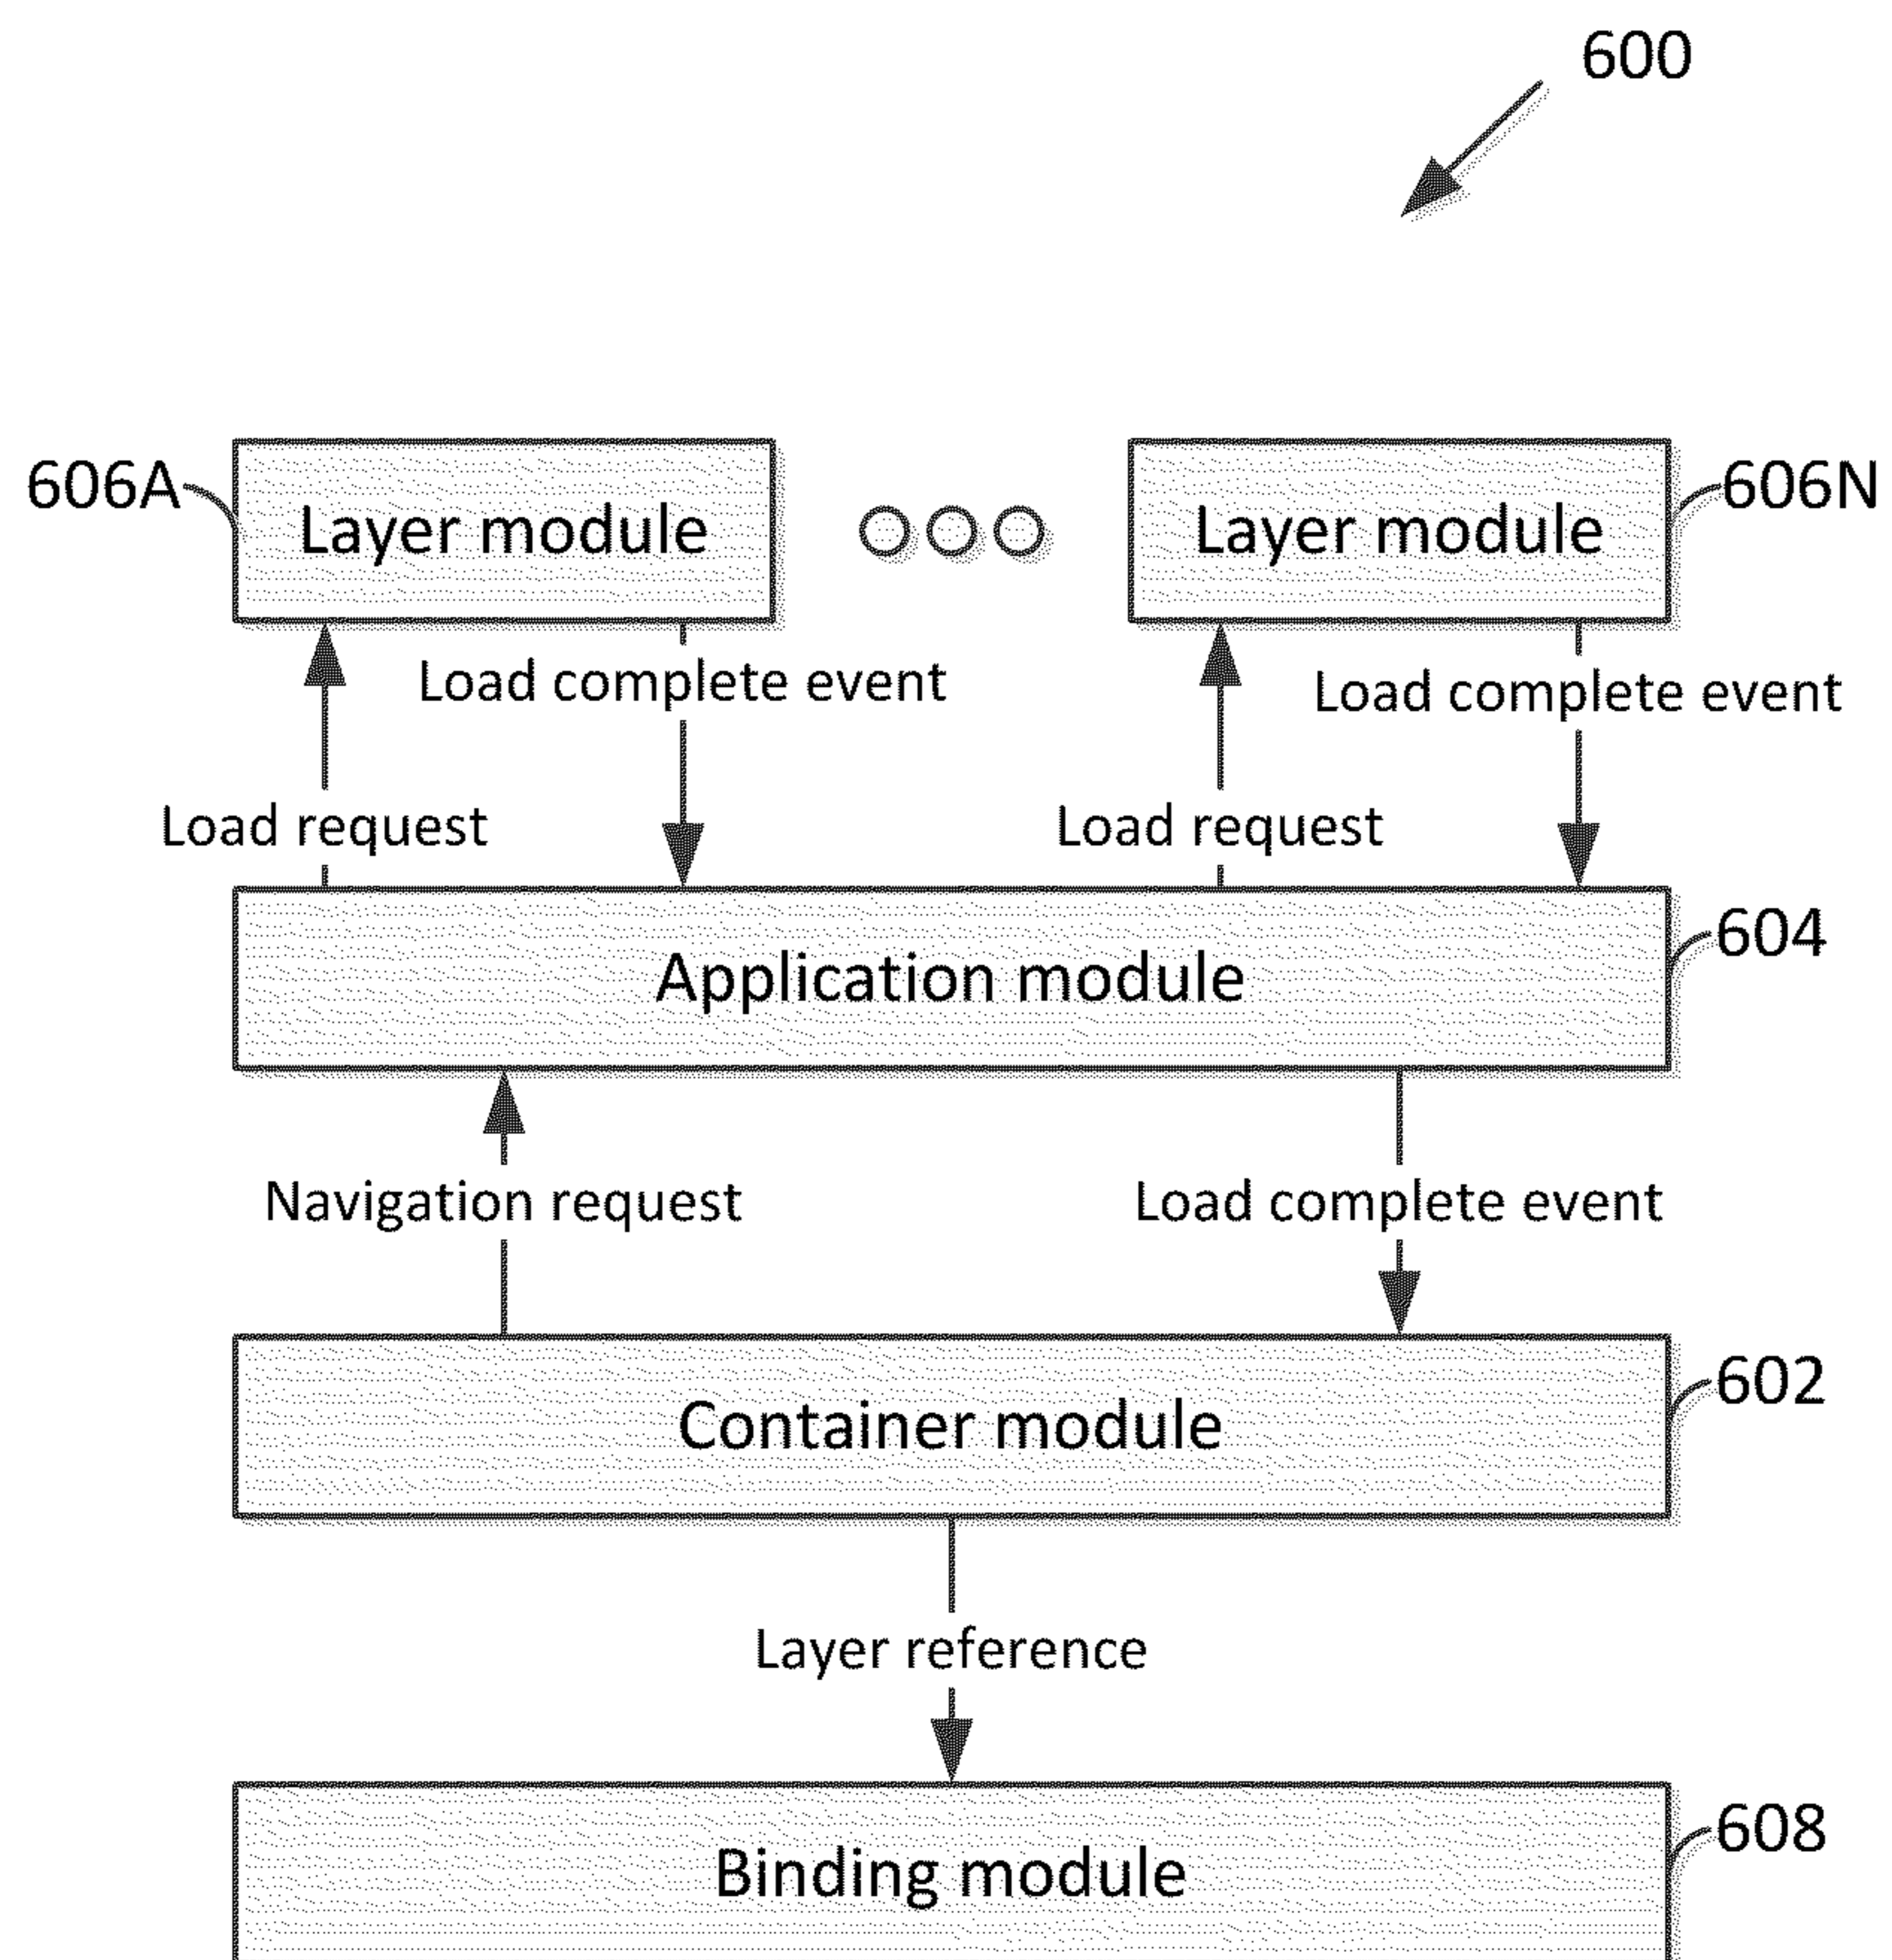 600
606A
Layer module
Layer module
606N
Load complete event
Load complete event
Load request
Load request
Application module
604
Navigation request
Load complete event
Container module
602
Layer reference
Binding module
608